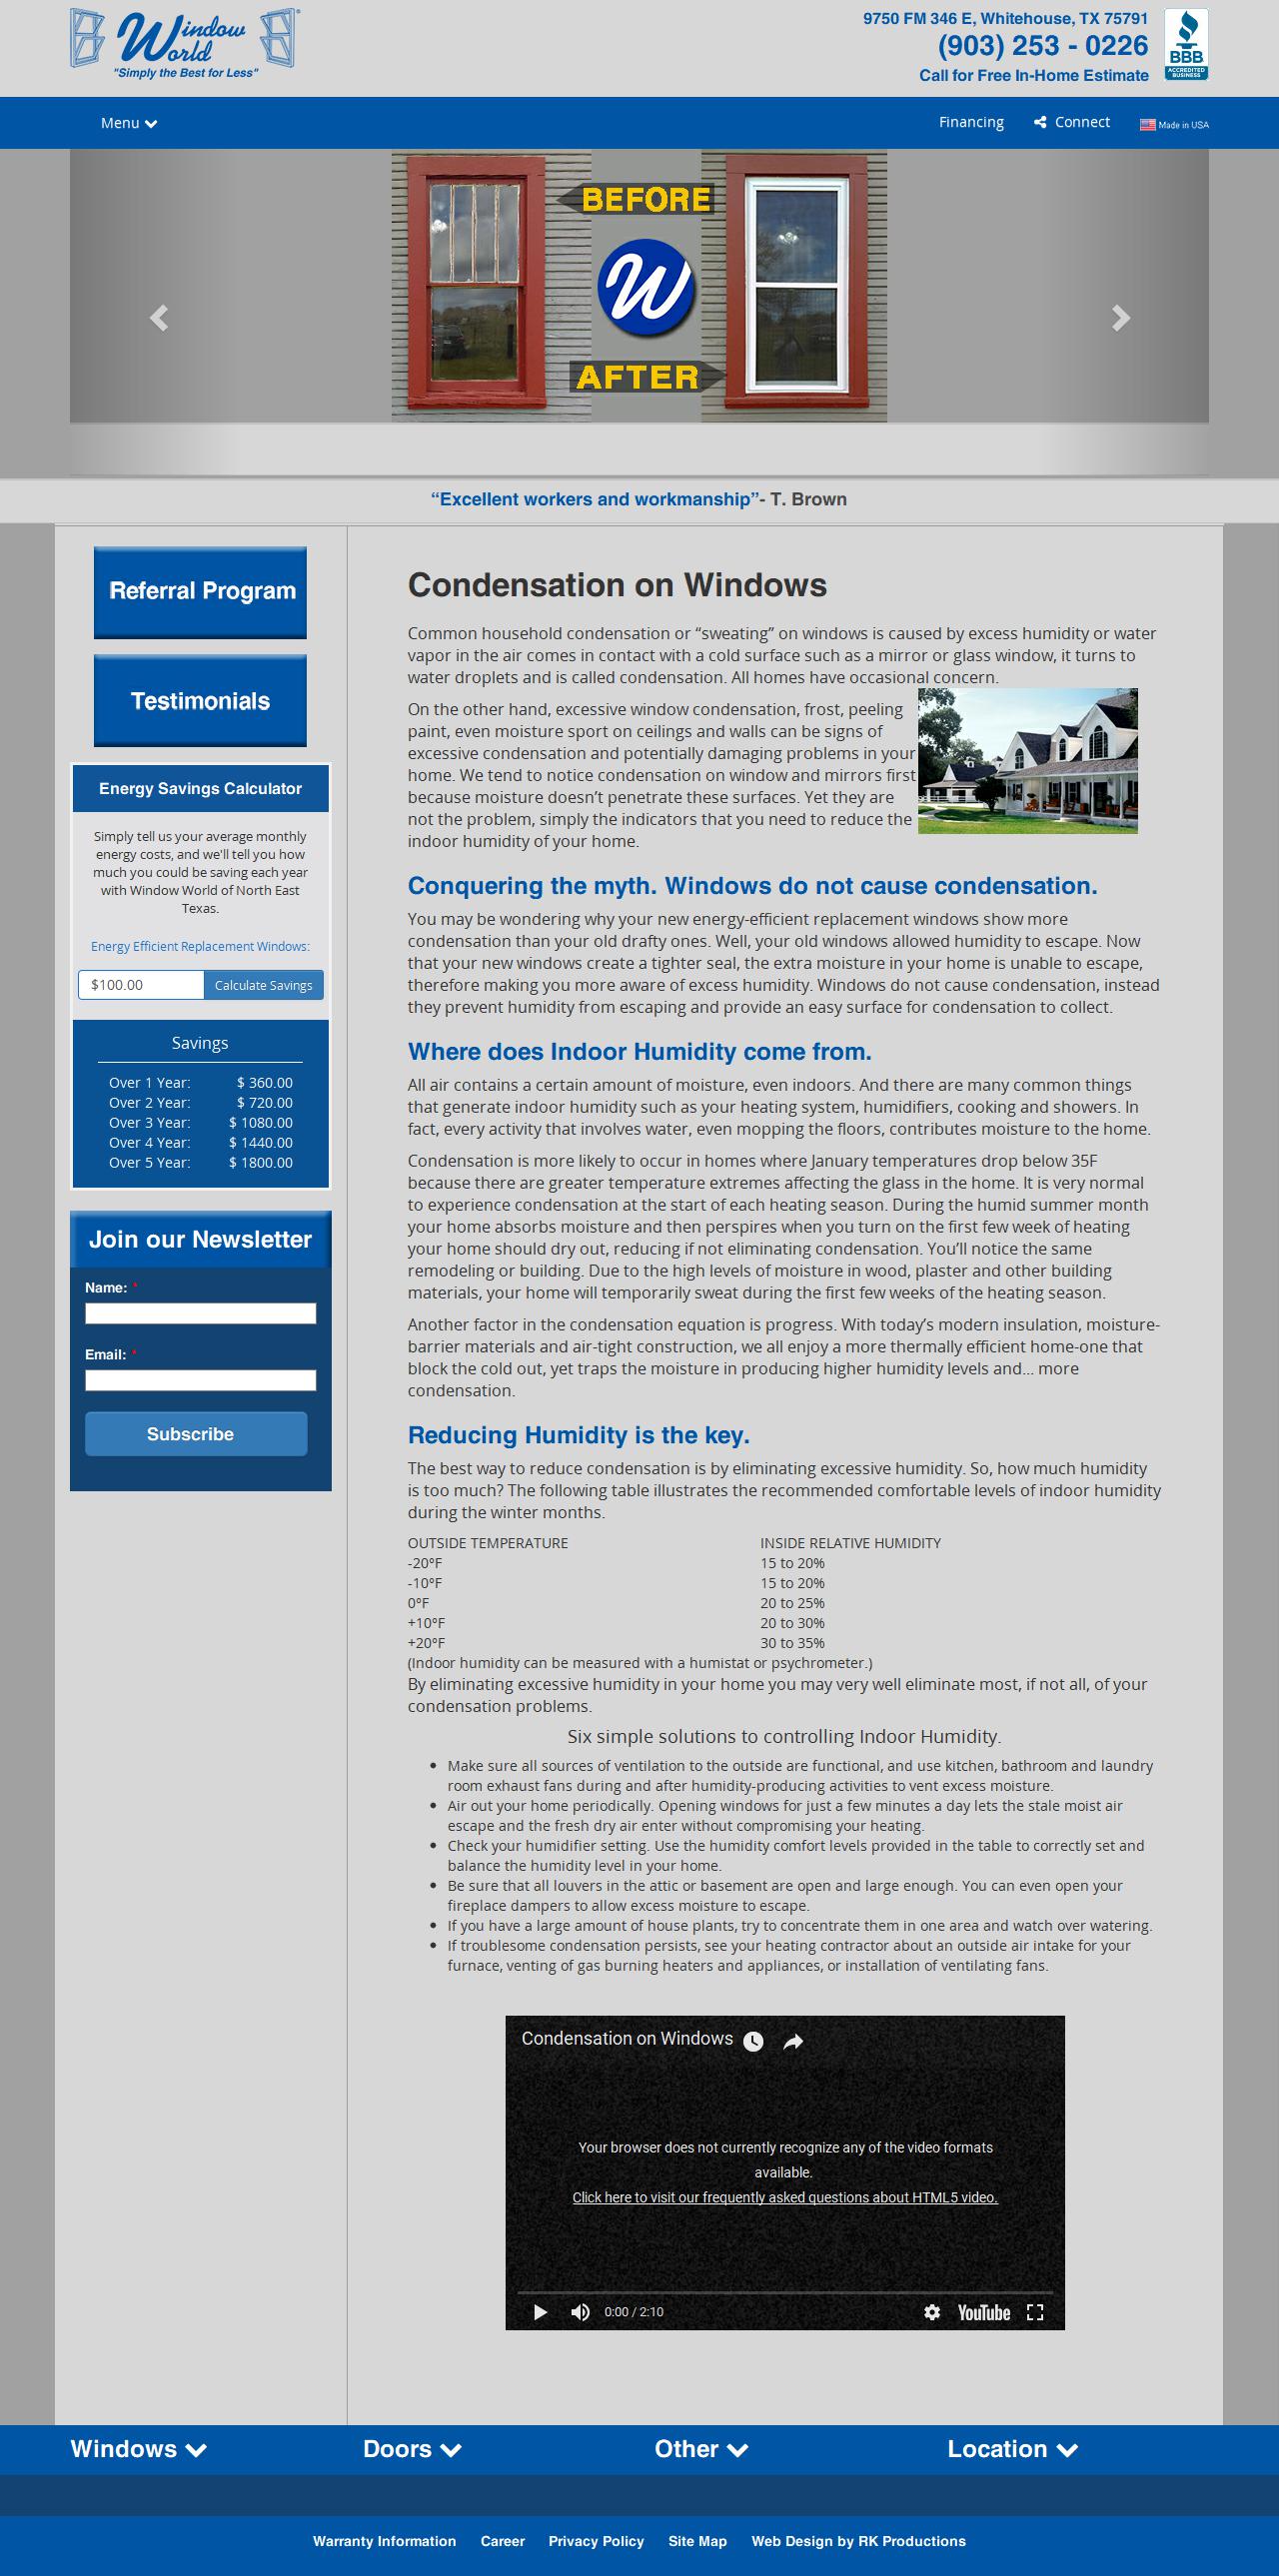 Window
World
"Simply the Best for Less"
9750 FM 346 E, Whitehouse, TX 75791
(903) 253 - 0226
Call for Free In-Home Estimate
BBB
ACCREDITED
BUSINESS
Menu
Financing
Connect
Made in USA
BEFORE
W
AFTER
“Excellent workers and workmanship”- T. Brown
Referral Program
Testimonials
Energy Savings Calculator
Simply tell us your average monthly
energy costs, and we'll tell you how
much you could be saving each year
with Window World of North East
Texas.
Energy Efficient Replacement Windows:
$100.00
Calculate Savings
Savings
Over 1 Year: $ 360.00
Over 2 Year: $ 720.00
Over 3 Year: $ 1080.00
Over 4 Year: $ 1440.00
Over 5 Year: $ 1800.00
Join our Newsletter
Name: *
Email: *
Subscribe
Condensation on Windows
Common household condensation or “sweating” on windows is caused by excess humidity or water
vapor in the air comes in contact with a cold surface such as a mirror or glass window, it turns to
water droplets and is called condensation. All homes have occasional concern.
On the other hand, excessive window condensation, frost, peeling
paint, even moisture sport on ceilings and walls can be signs of
excessive condensation and potentially damaging problems in your
home. We tend to notice condensation on window and mirrors first
because moisture doesn’t penetrate these surfaces. Yet they are
not the problem, simply the indicators that you need to reduce the
indoor humidity of your home.
Conquering the myth. Windows do not cause condensation.
You may be wondering why your new energy-efficient replacement windows show more
condensation than your old drafty ones. Well, your old windows allowed humidity to escape. Now
that your new windows create a tighter seal, the extra moisture in your home is unable to escape,
therefore making you more aware of excess humidity. Windows do not cause condensation, instead
they prevent humidity from escaping and provide an easy surface for condensation to collect.
Where does Indoor Humidity come from.
All air contains a certain amount of moisture, even indoors. And there are many common things
that generate indoor humidity such as your heating system, humidifiers, cooking and showers. In
fact, every activity that involves water, even mopping the floors, contributes moisture to the home.
Condensation is more likely to occur in homes where January temperatures drop below 35F
because there are greater temperature extremes affecting the glass in the home. It is very normal
to experience condensation at the start of each heating season. During the humid summer month
your home absorbs moisture and then perspires when you turn on the first few week of heating
your home should dry out, reducing if not eliminating condensation. You’ll notice the same
remodeling or building. Due to the high levels of moisture in wood, plaster and other building
materials, your home will temporarily sweat during the first few weeks of the heating season.
Another factor in the condensation equation is progress. With today’s modern insulation, moisture-
barrier materials and air-tight construction, we all enjoy a more thermally efficient home-one that
block the cold out, yet traps the moisture in producing higher humidity levels and… more
condensation.
Reducing Humidity is the key.
The best way to reduce condensation is by eliminating excessive humidity. So, how much humidity
is too much? The following table illustrates the recommended comfortable levels of indoor humidity
during the winter months.
OUTSIDE TEMPERATURE INSIDE RELATIVE HUMIDITY
-20ºF 15 to 20%
-10ºF 15 to 20%
0ºF 20 to 25%
+10ºF 20 to 30%
+20ºF 30 to 35%
(Indoor humidity can be measured with a humistat or psychrometer.)
By eliminating excessive humidity in your home you may very well eliminate most, if not all, of your
condensation problems.
Six simple solutions to controlling Indoor Humidity.
• Make sure all sources of ventilation to the outside are functional, and use kitchen, bathroom and laundry
room exhaust fans during and after humidity-producing activities to vent excess moisture.
• Air out your home periodically. Opening windows for just a few minutes a day lets the stale moist air
escape and the fresh dry air enter without compromising your heating.
• Check your humidifier setting. Use the humidity comfort levels provided in the table to correctly set and
balance the humidity level in your home.
• Be sure that all louvers in the attic or basement are open and large enough. You can even open your
fireplace dampers to allow excess moisture to escape.
• If you have a large amount of house plants, try to concentrate them in one area and watch over watering.
• If troublesome condensation persists, see your heating contractor about an outside air intake for your
furnace, venting of gas burning heaters and appliances, or installation of ventilating fans.
Condensation on Windows
Your browser does not currently recognize any of the video formats
available.
Click here to visit our frequently asked questions about HTML5 video.
0:00 / 2:10
YouTube
Windows
Doors
Other
Location
Warranty Information Career Privacy Policy Site Map Web Design by RK Productions